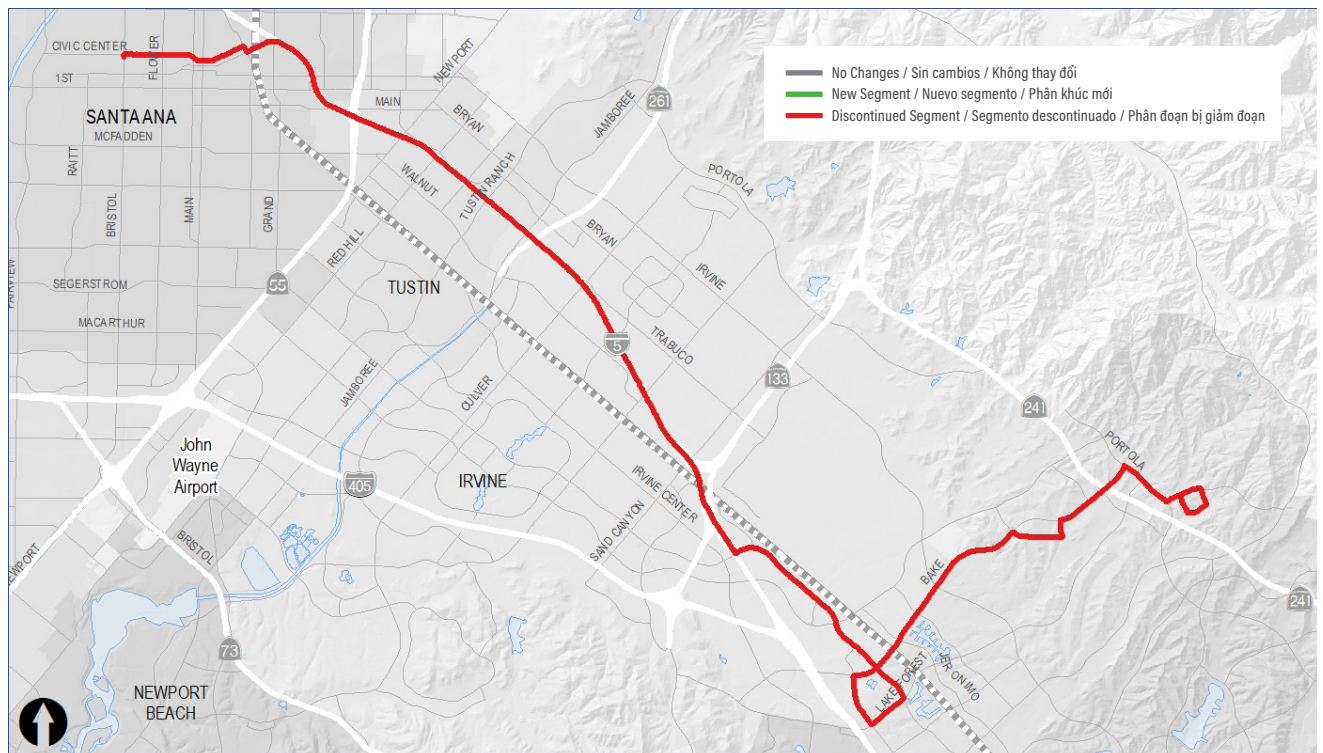 No Changes / Sin cambios / Không thay đổi
New Segment / Nuevo segmento / Phân khúc mới
Discontinued Segment / Segmento descontinuado / Phân đoạn bị giảm đoạn
CIVIC CENTER
FLOWER
1ST
NEWPORT
SANTA ANA
MCFADDEN
MAIN
BRYAN
261
JAMBOREE
RAITT
WALNUT
TUSTIN RANCH
PORTOLA
BRISTOL
MAIN
GRAND
RED HILL
BRYAN
IRVINE
FAIRVIEW
SEGERSTROM
55
TUSTIN
MACARTHUR
5
TRABUCO
JAMBOREE
CULVER
133
241
John
Wayne
Airport
405
IRVINE
PORTOLA
IRVINE CENTER
SAND CANYON
NEWPORT
BRISTOL
BAKE
241
73
JERONIMO
LAKE FOREST
NEWPORT
BEACH